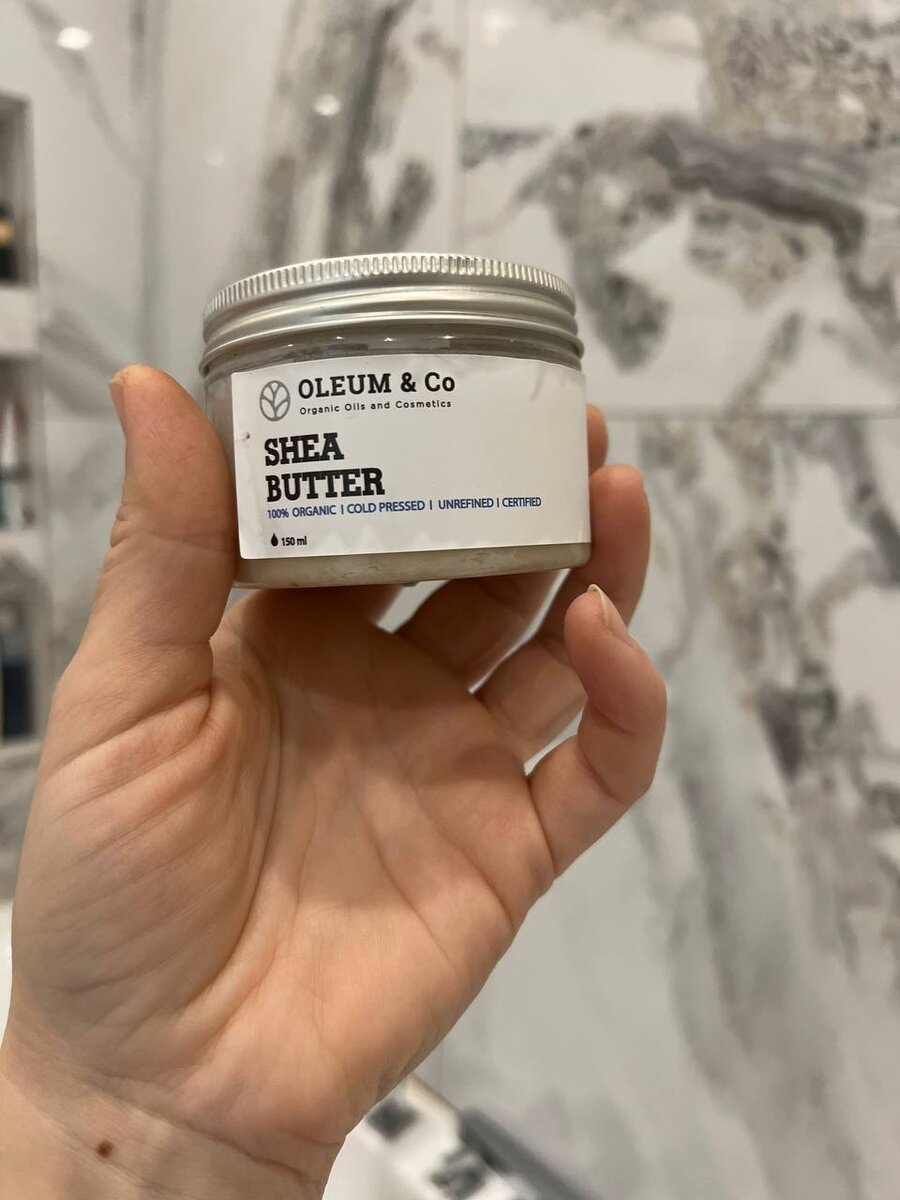 OLEUM & Co
Organic Oils and Cosmetics
SHEA
BUTTER
100% ORGANIC | COLD PRESSED | UNREFINED | CERTIFIED
150 ml